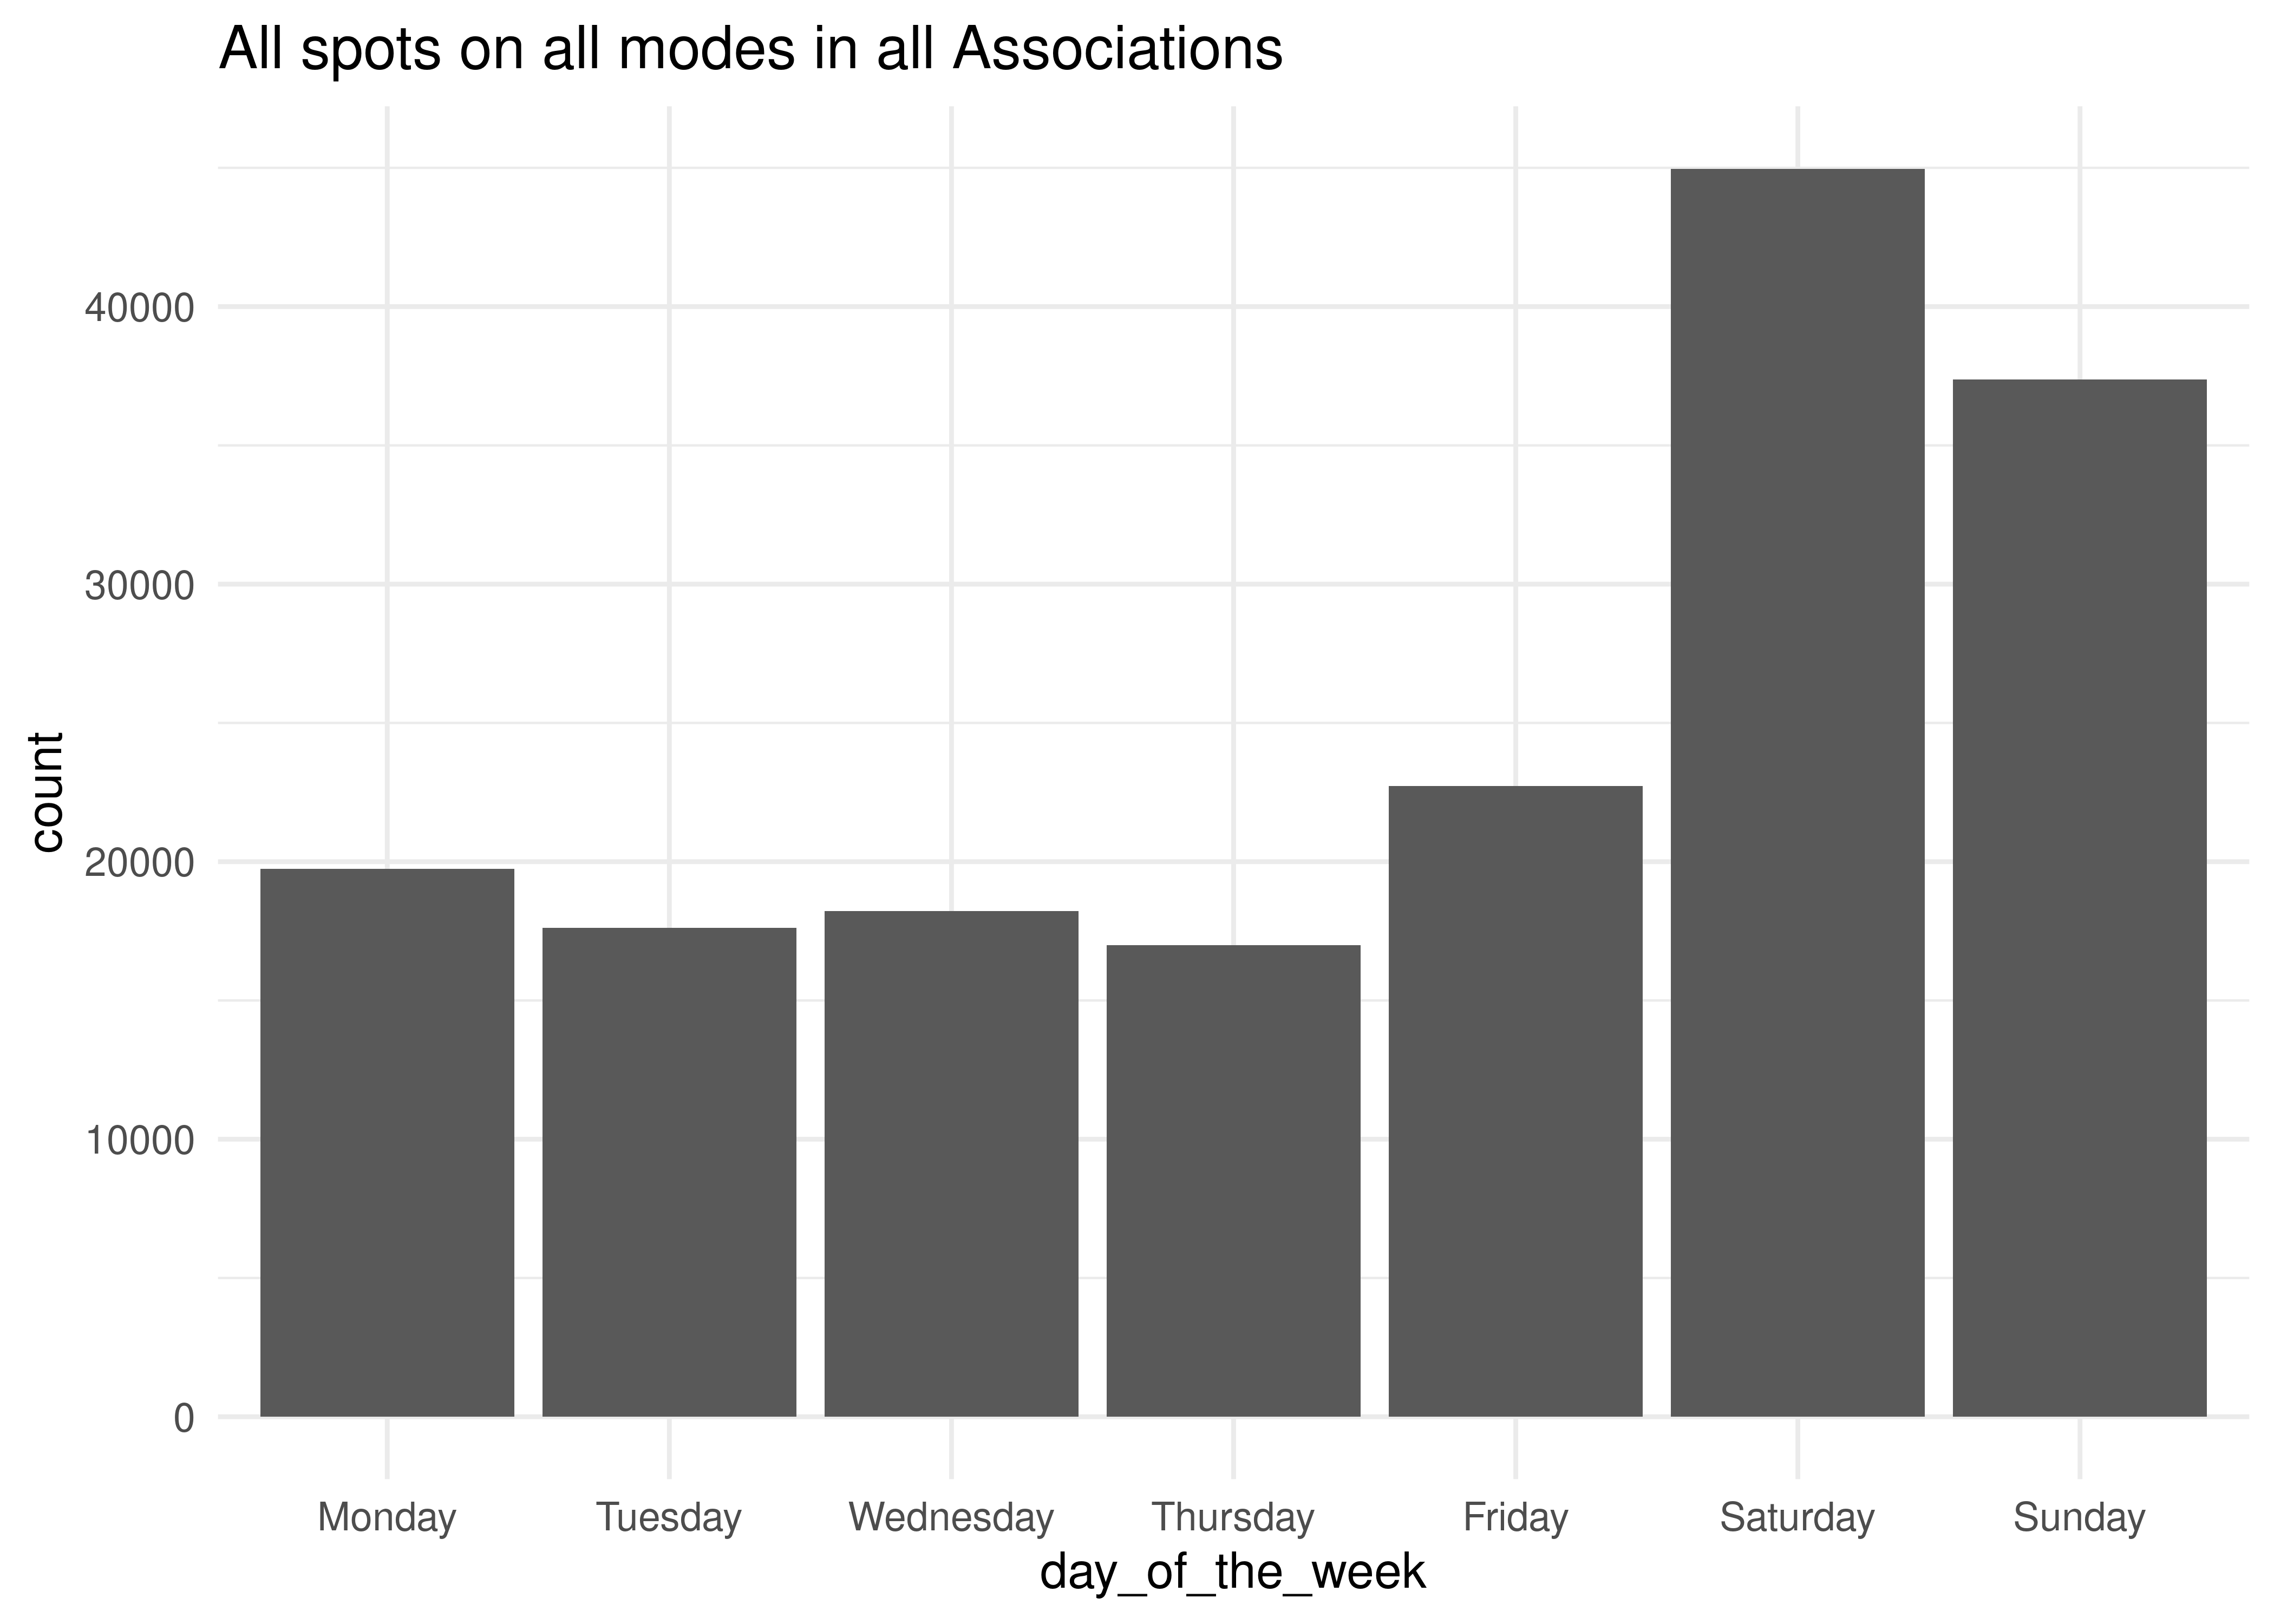 All spots on all modes in all Associations
count
40000
30000
20000
10000
0
Monday Tuesday Wednesday Thursday Friday Saturday Sunday
day_of_the_week